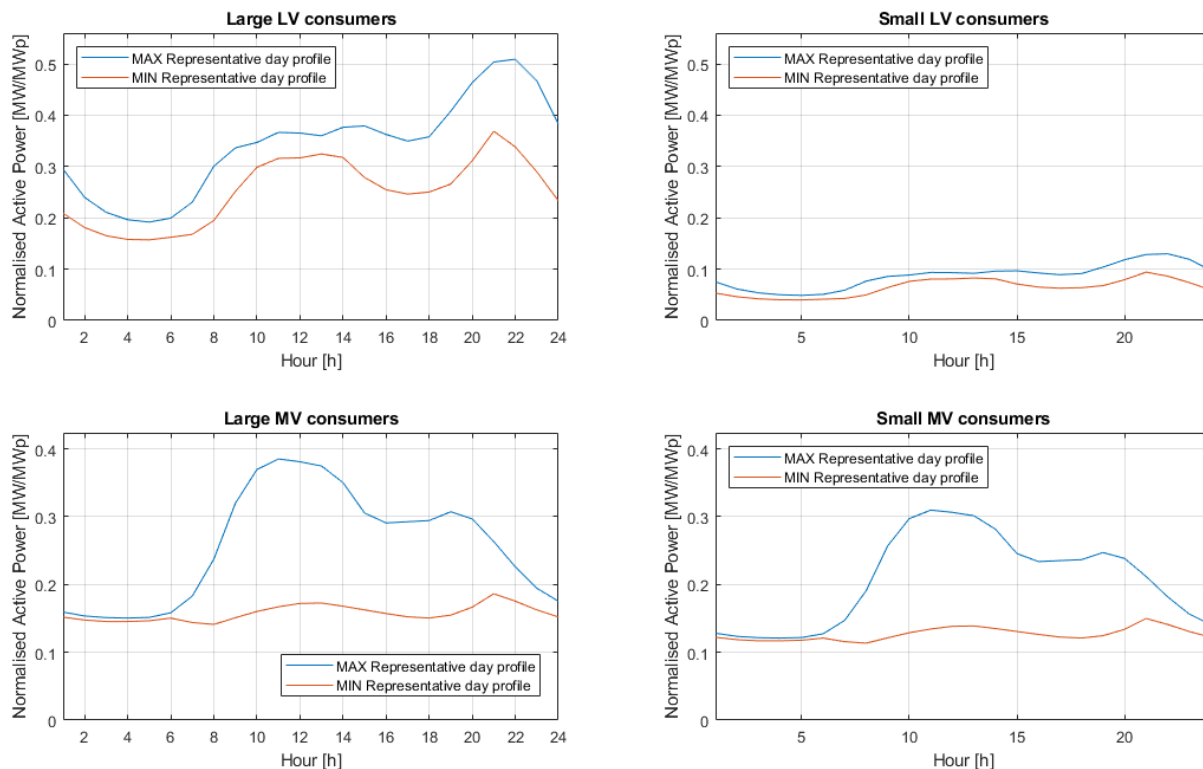 Large LV consumers
MAX Representative day profile
MIN Representative day profile
Normalised Active Power [MW/MWp]
0.5
0.4
0.3
0.2
0.1
0
2 4 6 8 10 12 14 16 18 20 22 24
Hour [h]
Small LV consumers
MAX Representative day profile
MIN Representative day profile
Normalised Active Power [MW/MWp]
0.5
0.4
0.3
0.2
0.1
0
5 10 15 20
Hour [h]
Large MV consumers
Normalised Active Power [MW/MWp]
0.4
0.3
0.2
0.1
0
MAX Representative day profile
MIN Representative day profile
2 4 6 8 10 12 14 16 18 20 22 24
Hour [h]
Small MV consumers
MAX Representative day profile
MIN Representative day profile
Normalised Active Power [MW/MWp]
0.4
0.3
0.2
0.1
0
5 10 15 20
Hour [h]